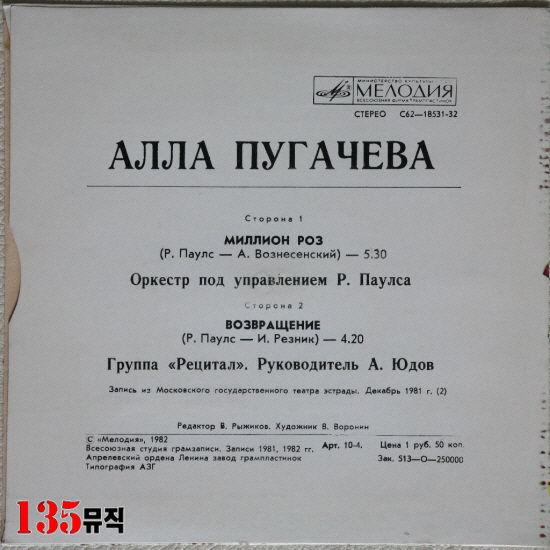 МИНИСТЕРСТВО КУЛЬТУРЫ
МЕЛОДИЯ
ВСЕСОЮЗНАЯ ФИРМА ГРАМПЛАСТИНОК
СТЕРЕО С62—18531-32
АЛЛА ПУГАЧЕВА
Сторона 1
МИЛЛИОН РОЗ
(Р. Паулс — А. Вознесенский) — 5.30
Оркестр под управлением Р. Паулса
Сторона 2
ВОЗВРАЩЕНИЕ
(Р. Паулс — И. Резник) — 4.20
Группа «Рецитал». Руководитель А. Юдов
Запись из Московского государственного театра эстрады. Декабрь 1981 г. (2)
Редактор В. Рыжиков. Художник В. Воронин
С «Мелодия», 1982
Всесоюзная студия грамзаписи. Записи 1981, 1982 гг.
Апрелевский ордена Ленина завод грампластинок
Типография АЗГ
Арт. 10-4.
Цена 1 руб. 50 коп.
Зак. 513—О—250000
135뮤직